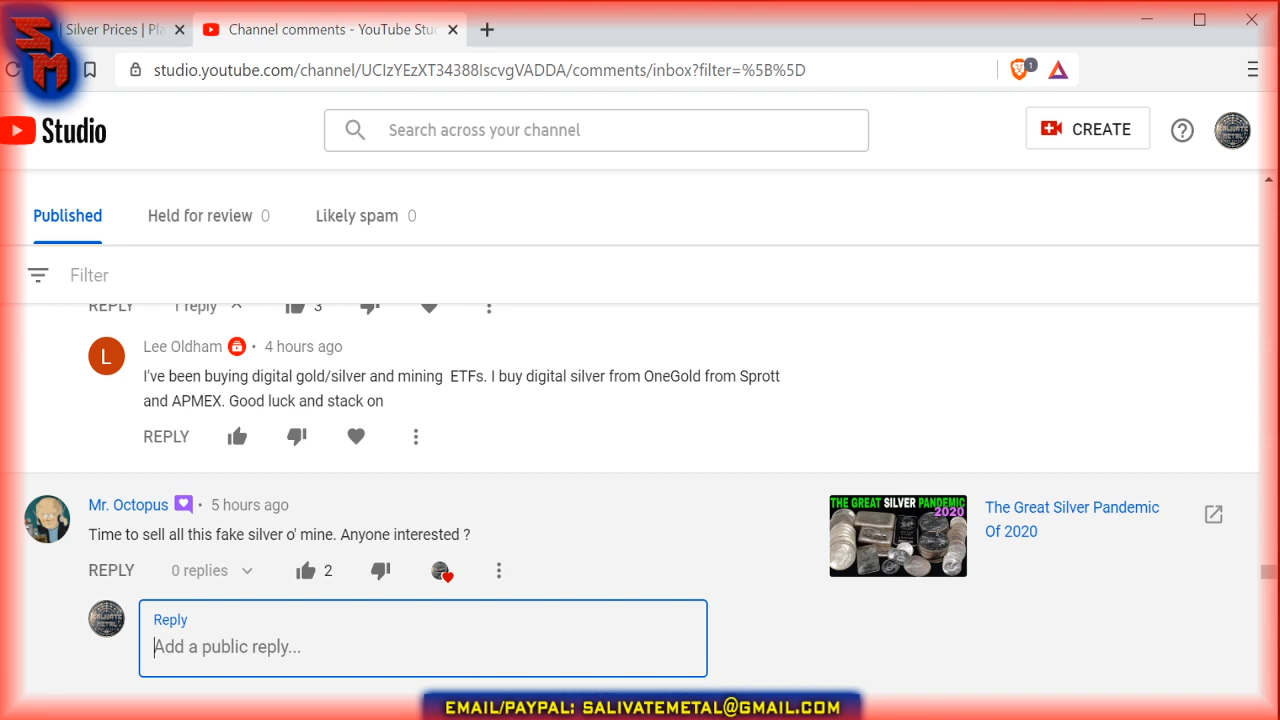 SM
Silver Prices | Pla
Channel comments - YouTube Stud
studio.youtube.com/channel/UCIzYEzXT34388IscvgVADDA/comments/inbox?filter=%5B%5D
1
Studio
Search across your channel
CREATE
Published
Held for review 0
Likely spam 0
Filter
REPLY 1 reply 3
L
Lee Oldham • 4 hours ago
I've been buying digital gold/silver and mining ETFs. I buy digital silver from OneGold from Sprott
and APMEX. Good luck and stack on
REPLY
Mr. Octopus • 5 hours ago
Time to sell all this fake silver o' mine. Anyone interested ?
REPLY 0 replies 2
THE GREAT SILVER PANDEMIC
2020
The Great Silver Pandemic
Of 2020
Reply
Add a public reply...
EMAIL/PAYPAL: SALIVATEMETAL@GMAIL.COM